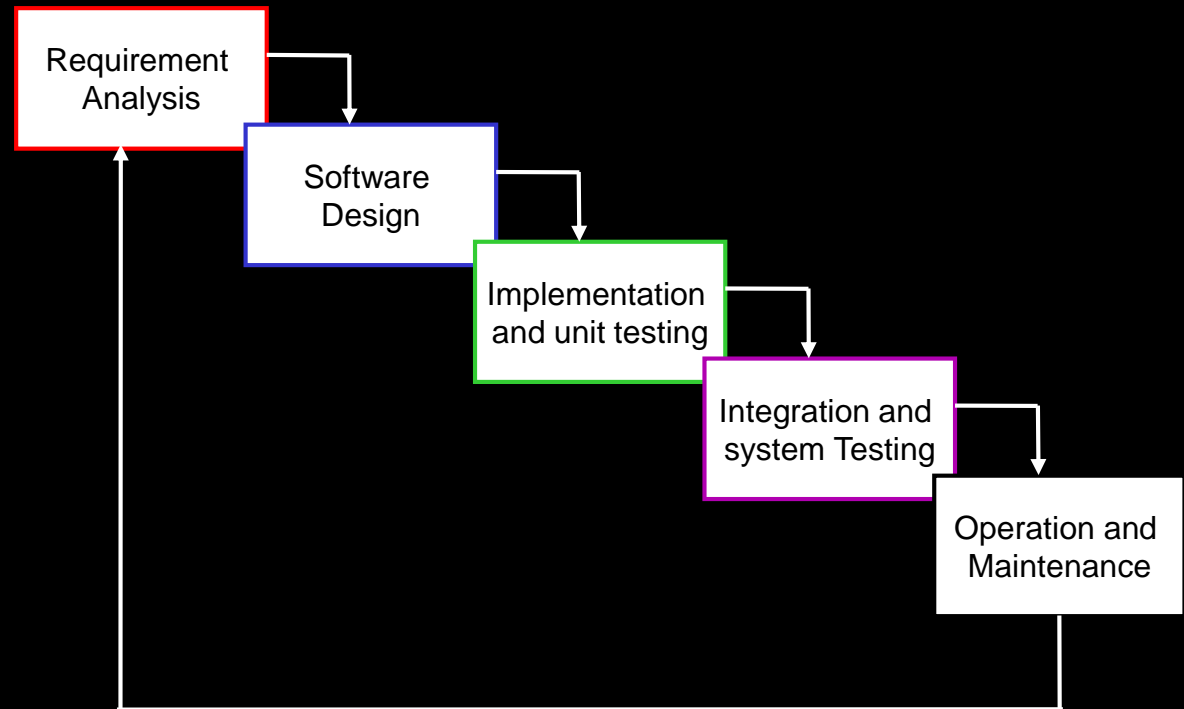 Requirement
Analysis
Software
Design
Implementation
and unit testing
Integration and
system Testing
Operation and
Maintenance